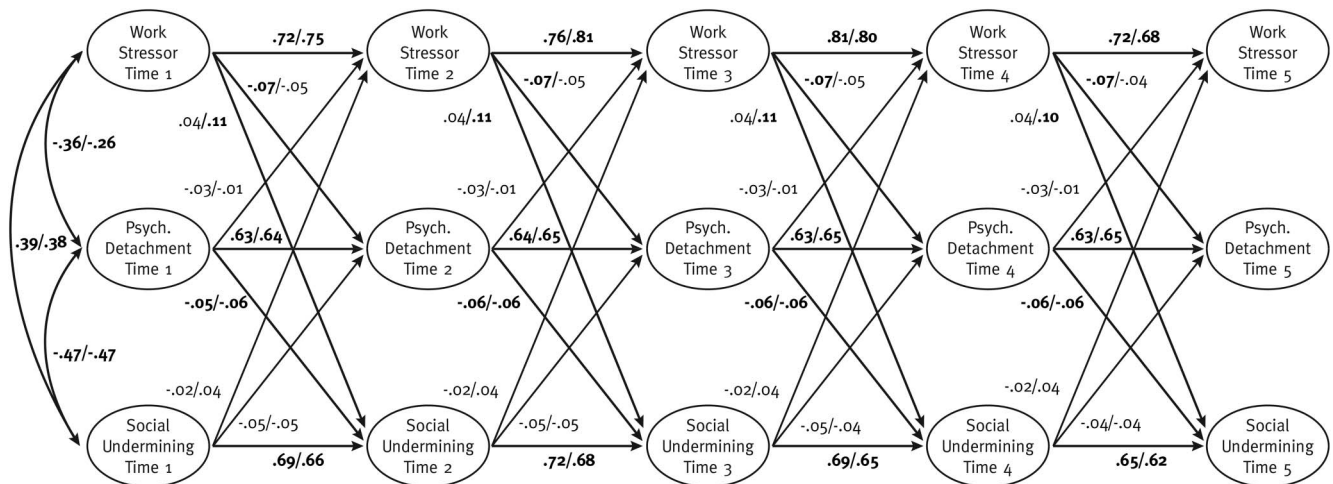 Work Stressor Time 1
.72/.75
Work Stressor Time 2
.76/.81
Work Stressor Time 3
.81/.80
Work Stressor Time 4
.72/.68
Work Stressor Time 5
-.07/-.05
-.07/-.05
-.07/-.05
-.07/-.04
.04/.11
.04/.11
.04/.11
.04/.10
-.36/-.26
-.03/-.01
-.03/-.01
-.03/-.01
-.03/-.01
.39/.38
Psych. Detachment Time 1
.63/.64
Psych. Detachment Time 2
.64/.65
Psych. Detachment Time 3
.63/.65
Psych. Detachment Time 4
.63/.65
Psych. Detachment Time 5
-.05/-.06
-.06/-.06
-.06/-.06
-.06/-.06
-.47/-.47
-.02/.04
-.02/.04
-.02/.04
-.02/.04
-.05/-.05
-.05/-.05
-.05/-.04
-.04/-.04
Social Undermining Time 1
.69/.66
Social Undermining Time 2
.72/.68
Social Undermining Time 3
.69/.65
Social Undermining Time 4
.65/.62
Social Undermining Time 5